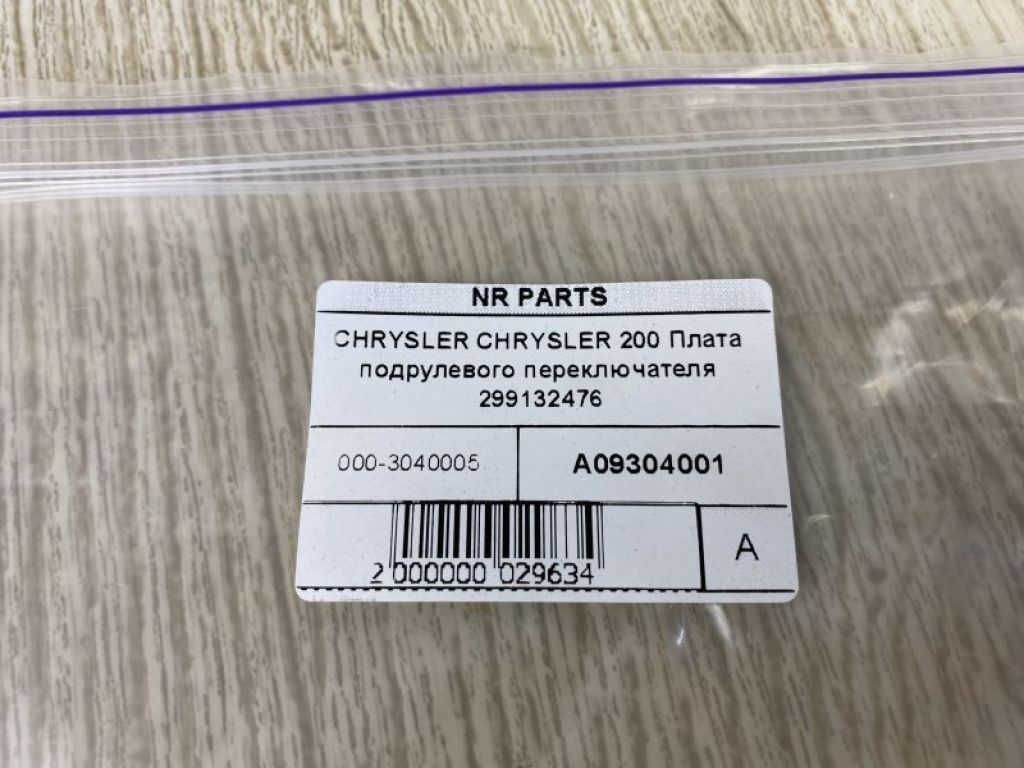 NR PARTS
CHRYSLER CHRYSLER 200 Плата
подрулевого переключателя
299132476
000-3040005
A09304001
2 000000 029634
A